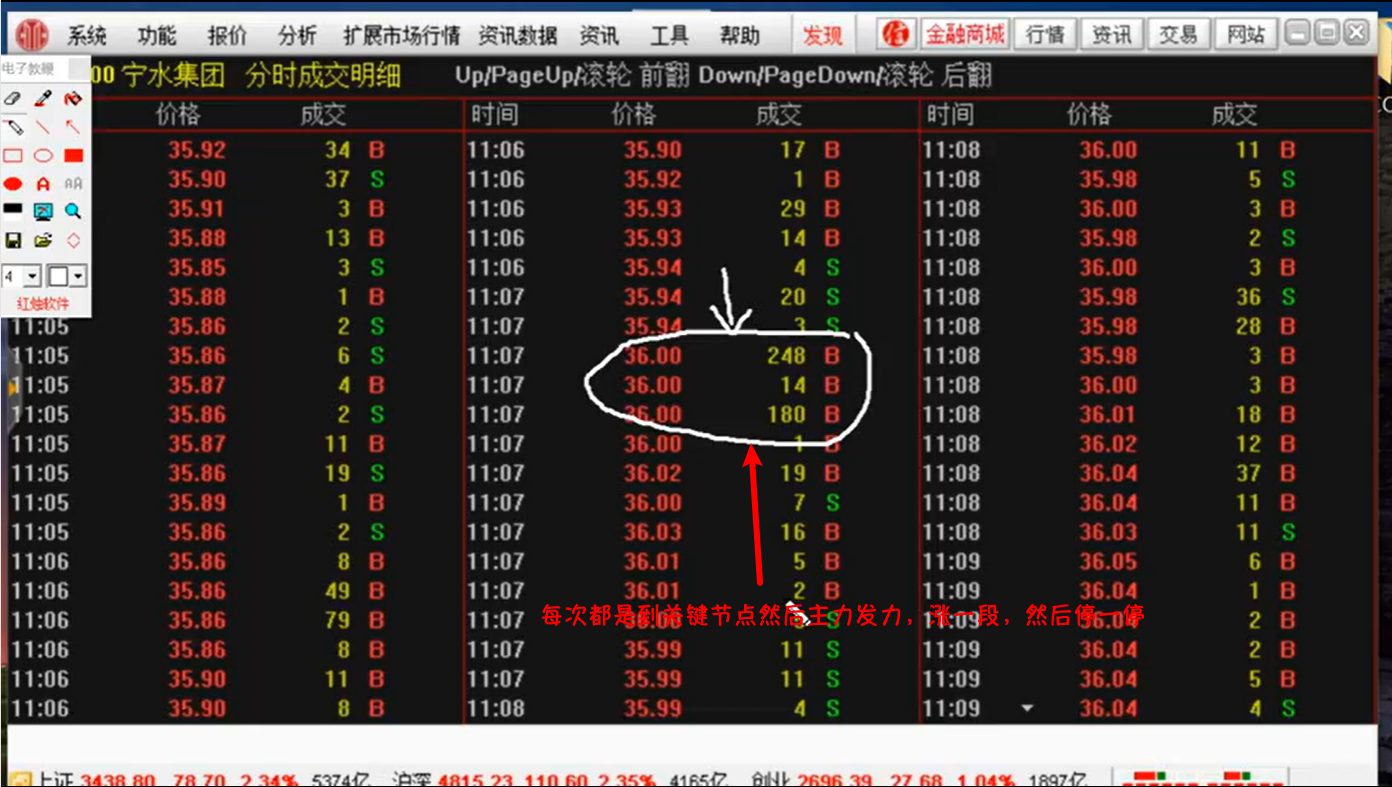 系统 功能 报价 分析 扩展市场行情 资讯数据 资讯 工具 帮助 发现 金融商城 行情 资讯 交易 网站
00 宁水集团 分时成交明细 Up/PageUp/滚轮 前翻 Down/PageDown/滚轮 后翻
价格 成交 时间 价格 成交 时间 价格 成交
35.92 34 B 11:06 35.90 17 B 11:08 36.00 11 B
35.90 37 S 11:06 35.92 1 B 11:08 35.98 5 S
35.91 3 B 11:06 35.93 29 B 11:08 36.00 3 B
35.88 13 B 11:06 35.93 14 B 11:08 35.98 2 S
35.85 3 S 11:06 35.94 4 S 11:08 36.00 3 B
4
35.88 1 B 11:07 35.94 20 S 11:08 35.98 36 S
红烛软件
11:05 35.86 2 S 11:07 35.94 3 S 11:08 35.98 28 B
11:05 35.86 6 S 11:07 36.00 248 B 11:08 35.98 3 B
11:05 35.87 4 B 11:07 36.00 14 B 11:08 36.00 3 B
11:05 35.86 2 S 11:07 36.00 180 B 11:08 36.01 18 B
11:05 35.87 11 B 11:07 36.00 1 B 11:08 36.02 12 B
11:05 35.86 19 S 11:07 36.02 19 B 11:08 36.04 37 B
11:05 35.89 1 B 11:07 36.00 7 S 11:08 36.04 11 B
11:05 35.86 2 S 11:07 36.03 16 B 11:08 36.03 11 S
11:06 35.86 8 B 11:07 36.01 5 B 11:09 36.05 6 B
11:06 35.86 49 B 11:07 36.01 2 B 11:09 36.04 1 B
每次都是到关键节点然后主力发力，涨一段，然后停一停
11:06 35.86 79 B 11:07 S 11:09 2 B
11:06 35.86 8 B 11:07 35.99 11 S 11:09 36.04 2 B
11:06 35.90 11 B 11:07 35.99 11 S 11:09 36.04 5 B
11:06 35.90 8 B 11:08 35.99 4 S 11:09 36.04 4 S
上证 3438.80 78.70 2.34% 5374亿 沪深 4815.23 110.60 2.35% 4165亿 创业 2696.39 27.68 1.04% 1897亿